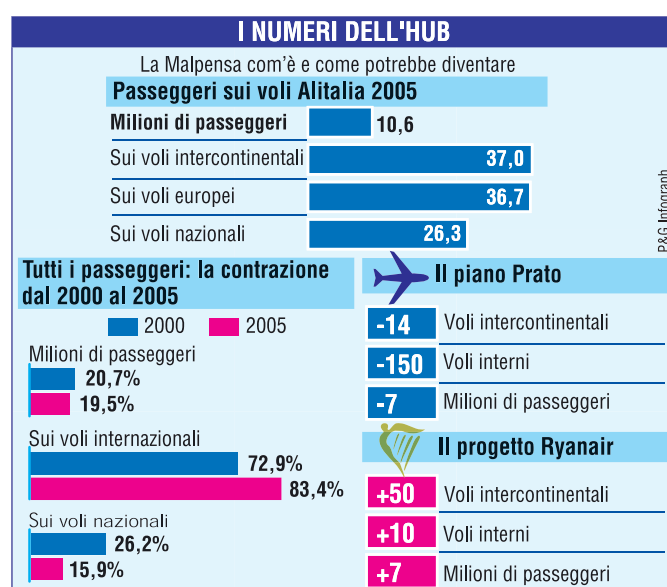 I NUMERI DELL'HUB
La Malpensa com'è e come potrebbe diventare
Passeggeri sui voli Alitalia 2005
Milioni di passeggeri 10,6
Sui voli intercontinentali 37,0
Sui voli europei 36,7
Sui voli nazionali 26,3
P&G Infograph
Tutti i passeggeri: la contrazione
dal 2000 al 2005
2000 2005
Milioni di passeggeri
20,7%
19,5%
Sui voli internazionali
72,9%
83,4%
Sui voli nazionali
26,2%
15,9%
Il piano Prato
-14 Voli intercontinentali
-150 Voli interni
-7 Milioni di passeggeri
Il progetto Ryanair
+50 Voli intercontinentali
+10 Voli interni
+7 Milioni di passeggeri